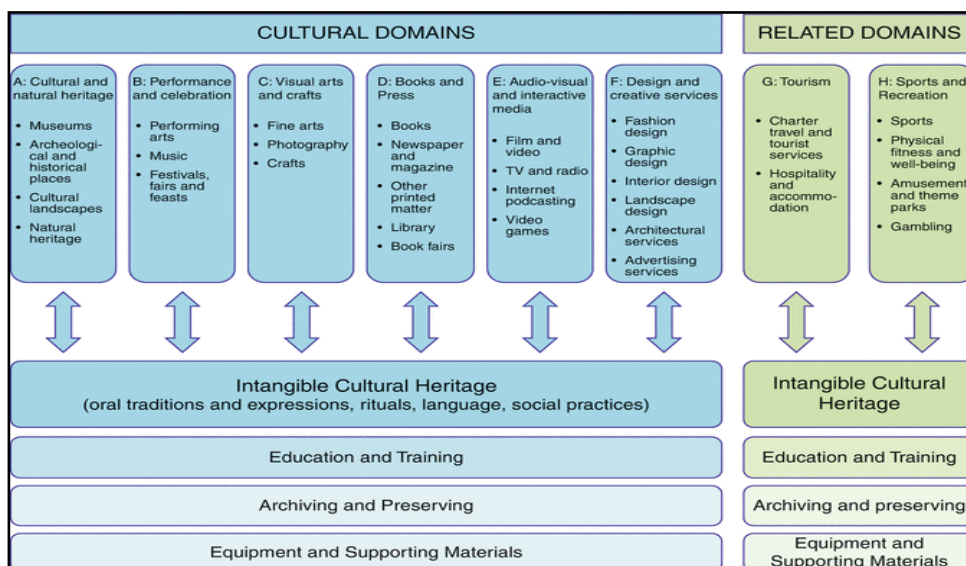 CULTURAL DOMAINS
RELATED DOMAINS
A: Cultural and
natural heritage
• Museums
• Archeologi-
cal and
historical
places
• Cultural
landscapes
• Natural
heritage
B: Performance
and celebration
• Performing
arts
• Music
• Festivals,
fairs and
feasts
C: Visual arts
and crafts
• Fine arts
• Photography
• Crafts
D: Books and
Press
• Books
• Newspaper
and
magazine
• Other
printed
matter
• Library
• Book fairs
E: Audio-visual
and interactive
media
• Film and
video
• TV and radio
• Internet
podcasting
• Video
games
F: Design and
creative services
• Fashion
design
• Graphic
design
• Interior design
• Landscape
design
• Architectural
services
• Advertising
services
G: Tourism
• Charter
travel and
tourist
services
• Hospitality
and
accommo-
dation
H: Sports and
Recreation
• Sports
• Physical
fitness and
well-being
• Amusement
and theme
parks
• Gambling
Intangible Cultural Heritage
(oral traditions and expressions, rituals, language, social practices)
Intangible Cultural
Heritage
Education and Training
Education and Training
Archiving and Preserving
Archiving and preserving
Equipment and Supporting Materials
Equipment and
Supporting Materials